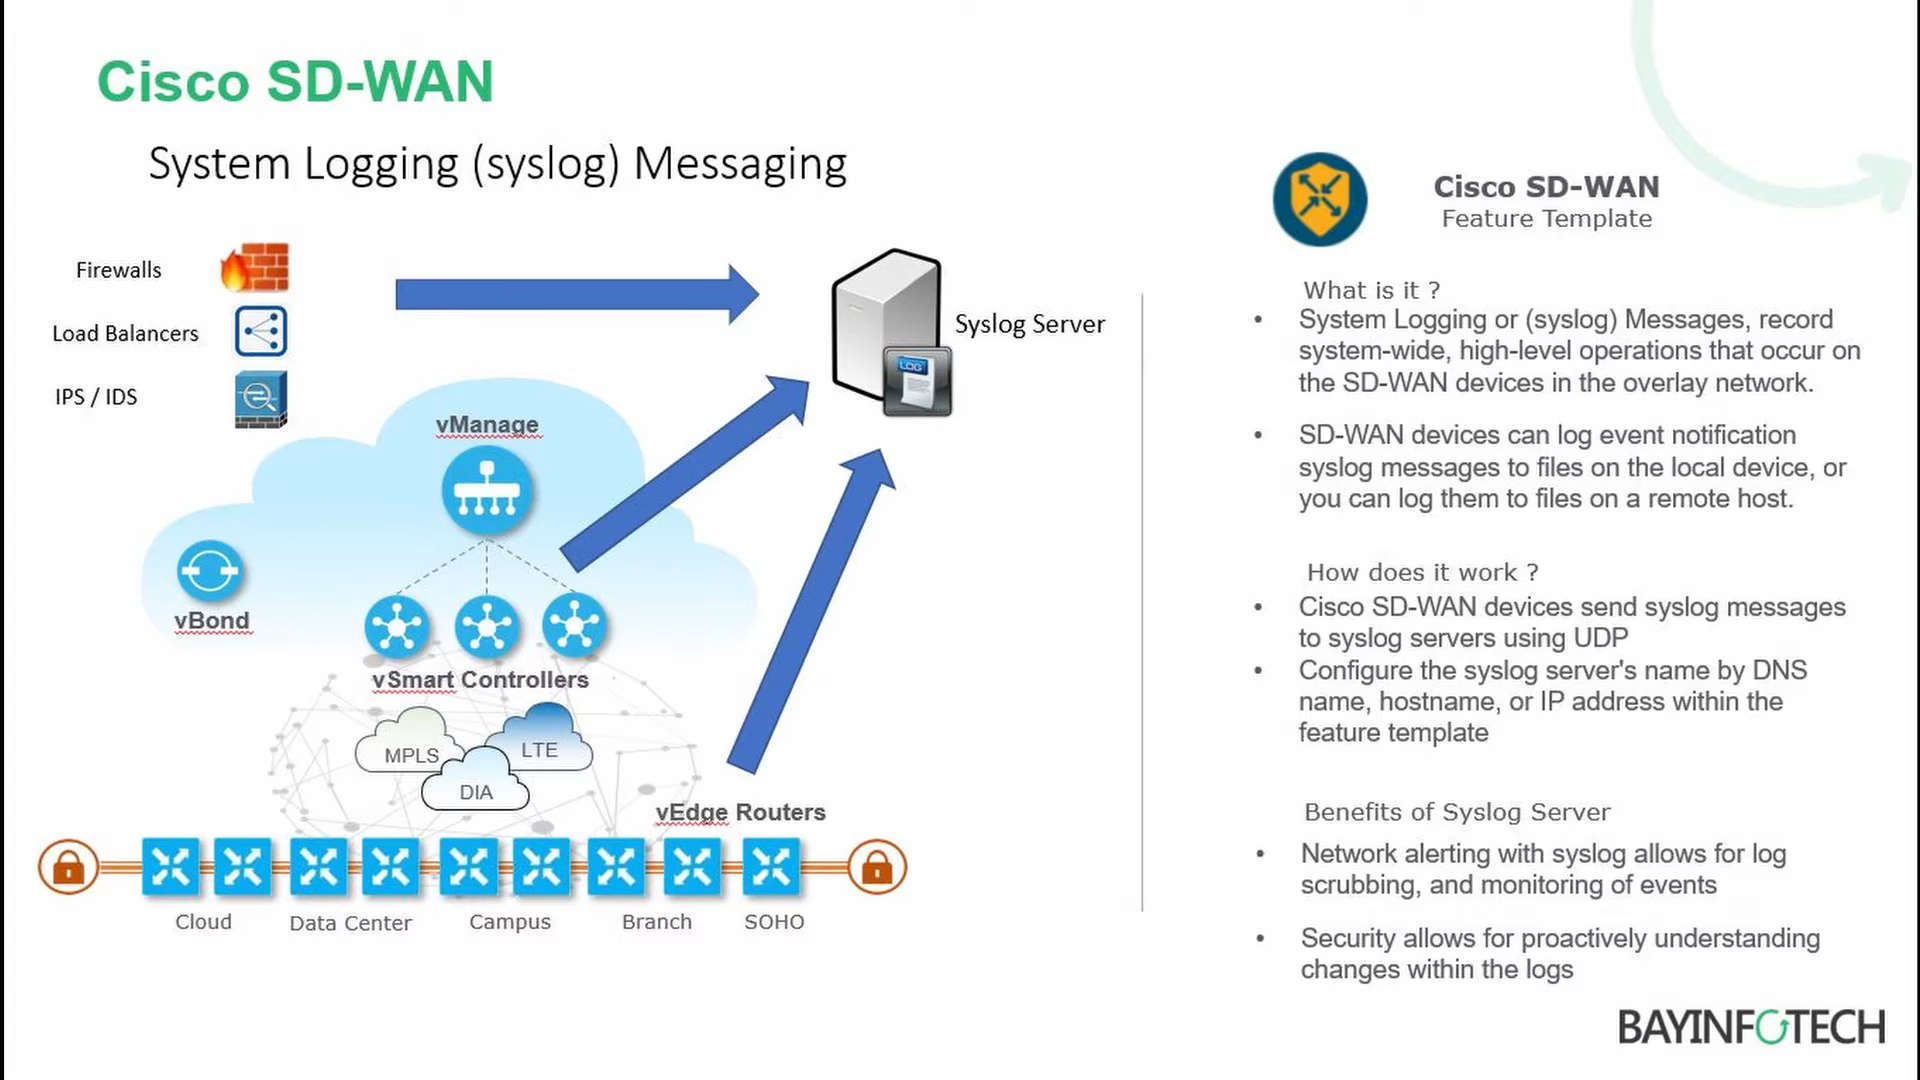 Cisco SD-WAN
System Logging (syslog) Messaging
Firewalls
Load Balancers
IPS / IDS
Syslog Server
LOG
vManage
vBond
vSmart Controllers
MPLS
LTE
DIA
vEdge Routers
Cloud
Data Center
Campus
Branch
SOHO
Cisco SD-WAN
Feature Template
What is it ?
• System Logging or (syslog) Messages, record
system-wide, high-level operations that occur on
the SD-WAN devices in the overlay network.
• SD-WAN devices can log event notification
syslog messages to files on the local device, or
you can log them to files on a remote host.
How does it work ?
• Cisco SD-WAN devices send syslog messages
to syslog servers using UDP
• Configure the syslog server's name by DNS
name, hostname, or IP address within the
feature template
Benefits of Syslog Server
• Network alerting with syslog allows for log
scrubbing, and monitoring of events
• Security allows for proactively understanding
changes within the logs
BAYINFOTECH